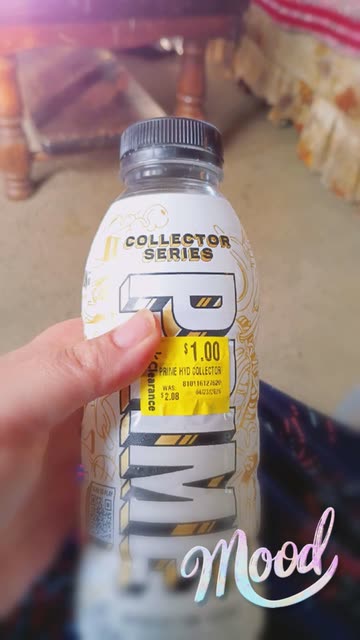 COLLECTOR
SERIES
PRIME
$1.00
PRIME HYD COLLECTOR
Clearance
WAS:
$2.08
Mood